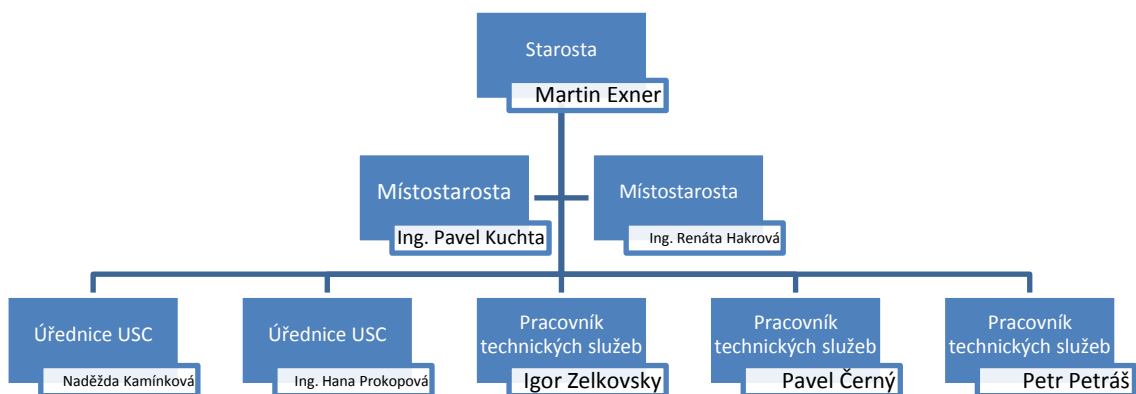 Starosta
Martin Exner
Místostarosta
Ing. Pavel Kuchta
Místostarosta
Ing. Renáta Hakrová
Úřednice USC
Naděžda Kamínková
Úřednice USC
Ing. Hana Prokopová
Pracovník
technických služeb
Igor Zelkovsky
Pracovník
technických služeb
Pavel Černý
Pracovník
technických služeb
Petr Petráš